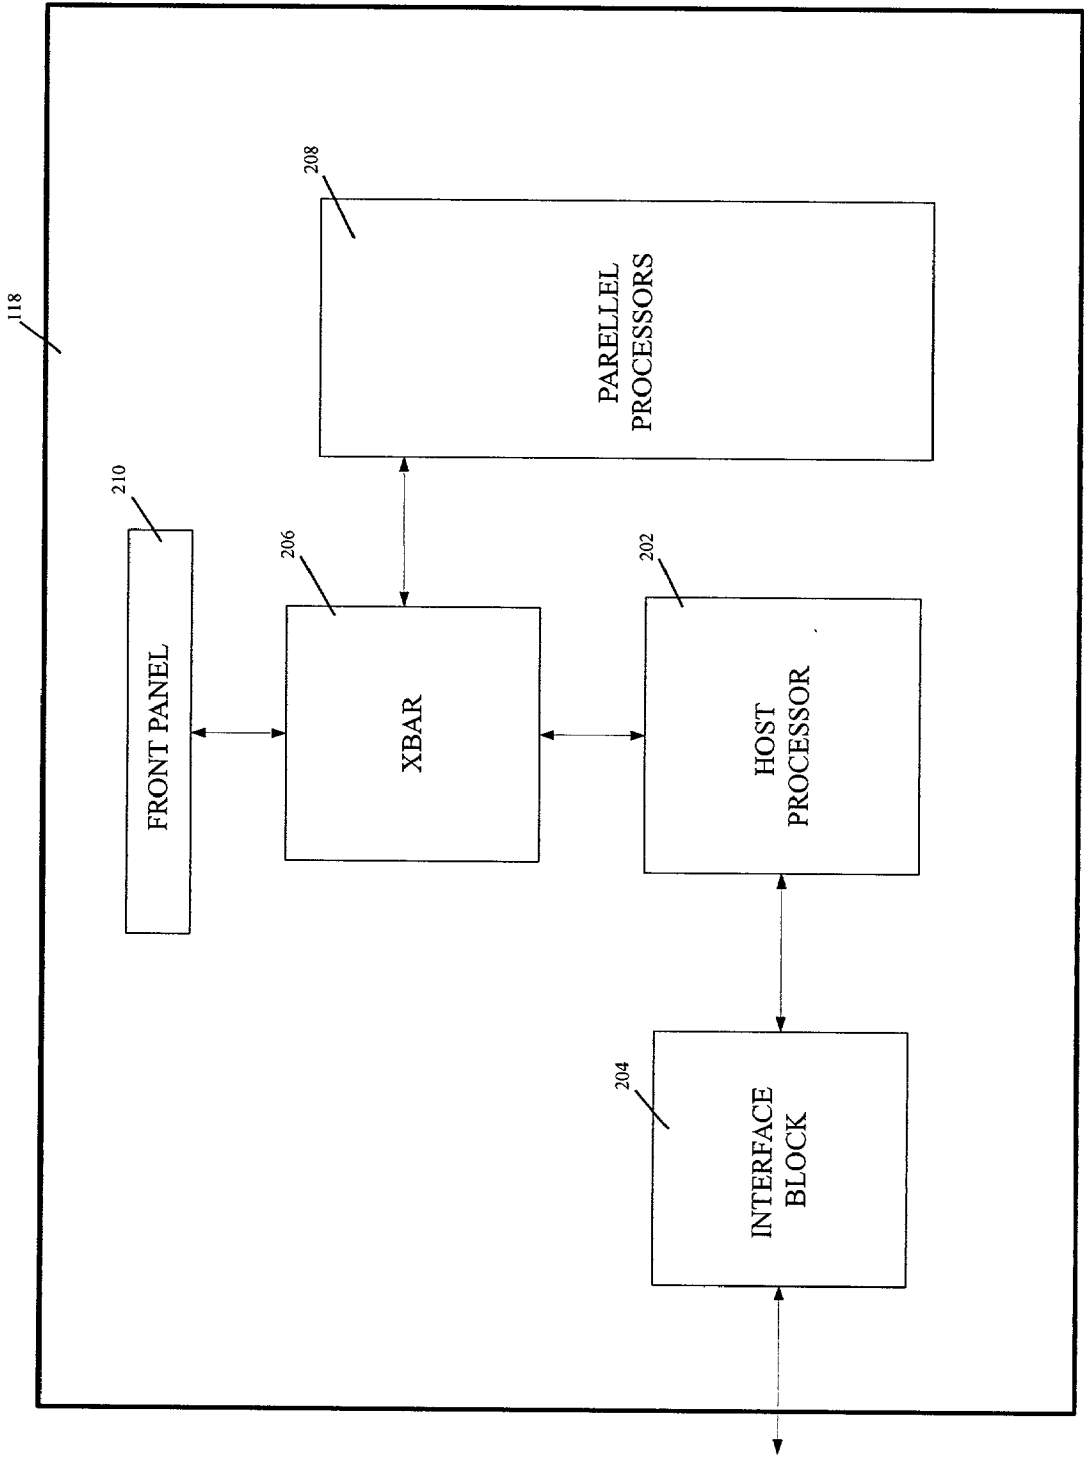 118
210
FRONT PANEL
206
XBAR
208
PARELLEL
PROCESSORS
202
HOST
PROCESSOR
204
INTERFACE
BLOCK